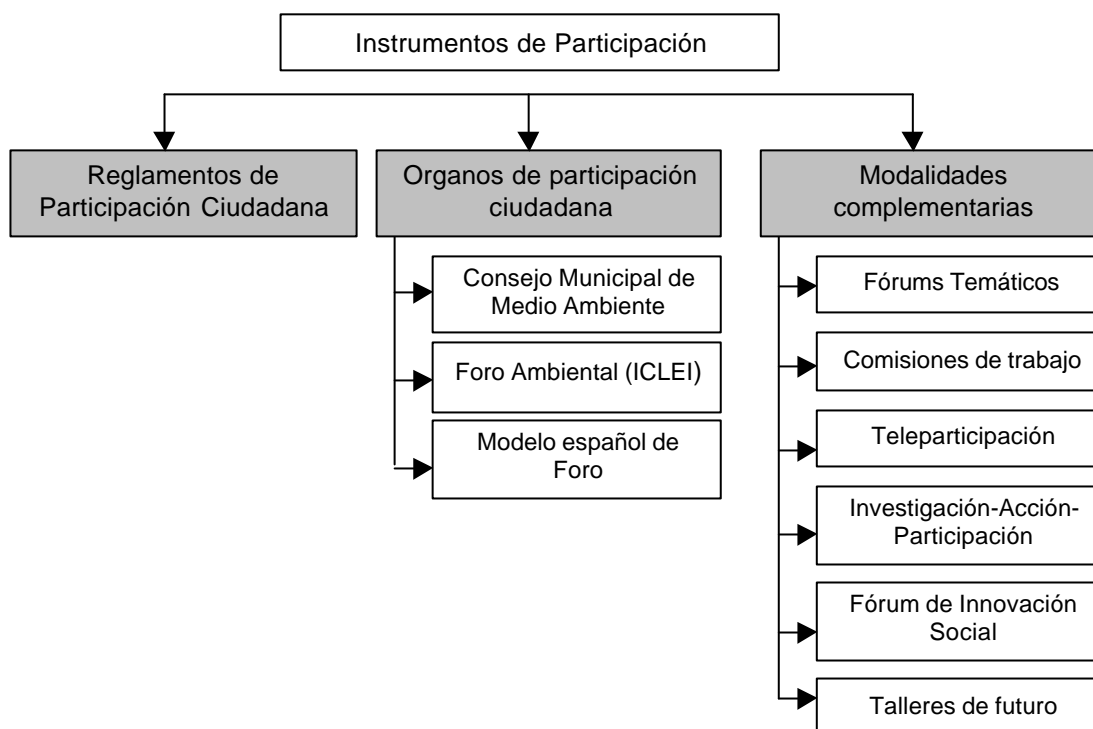 Instrumentos de Participación
Reglamentos de
Participación Ciudadana
Organos de participación
ciudadana
Consejo Municipal de
Medio Ambiente
Foro Ambiental (ICLEI)
Modelo español de
Foro
Modalidades
complementarias
Fórums Temáticos
Comisiones de trabajo
Teleparticipación
Investigación-Acción-
Participación
Fórum de Innovación
Social
Talleres de futuro